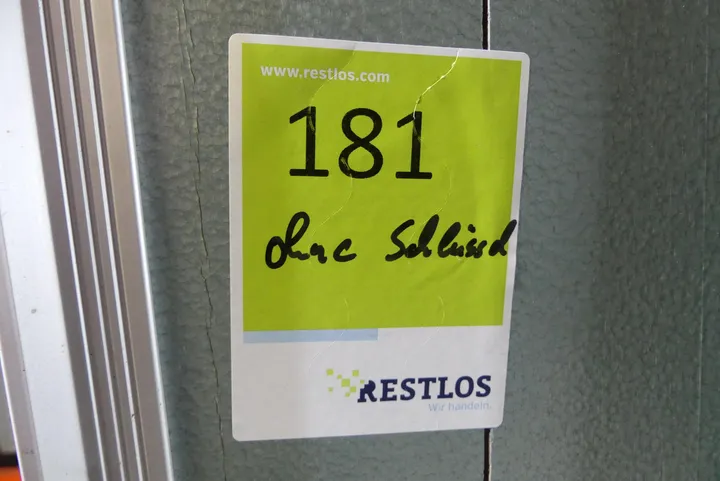 www.restlos.com
181
ohne Schlüssel
RESTLOS
Wir handeln.